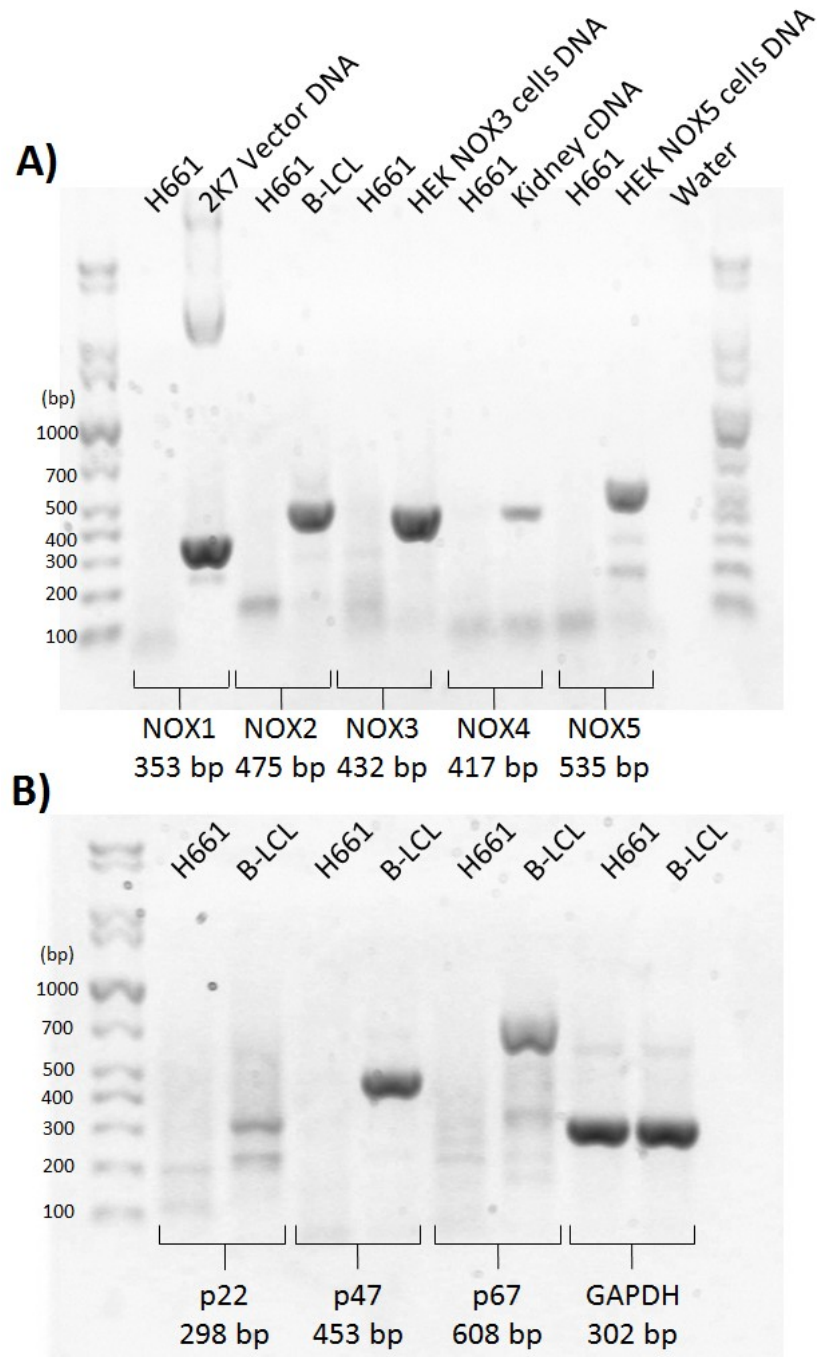 A)
H661
2K7 Vector DNA
H661
B-LCL
H661
HEK NOX3 cells DNA
H661
Kidney cDNA
H661
HEK NOX5 cells DNA
Water
(bp)
1000
700
500
400
300
200
100
NOX1 NOX2 NOX3 NOX4 NOX5
353 bp 475 bp 432 bp 417 bp 535 bp
B)
H661
B-LCL
H661
B-LCL
H661
B-LCL
H661
B-LCL
(bp)
1000
700
500
400
300
200
100
p22 p47 p67 GAPDH
298 bp 453 bp 608 bp 302 bp